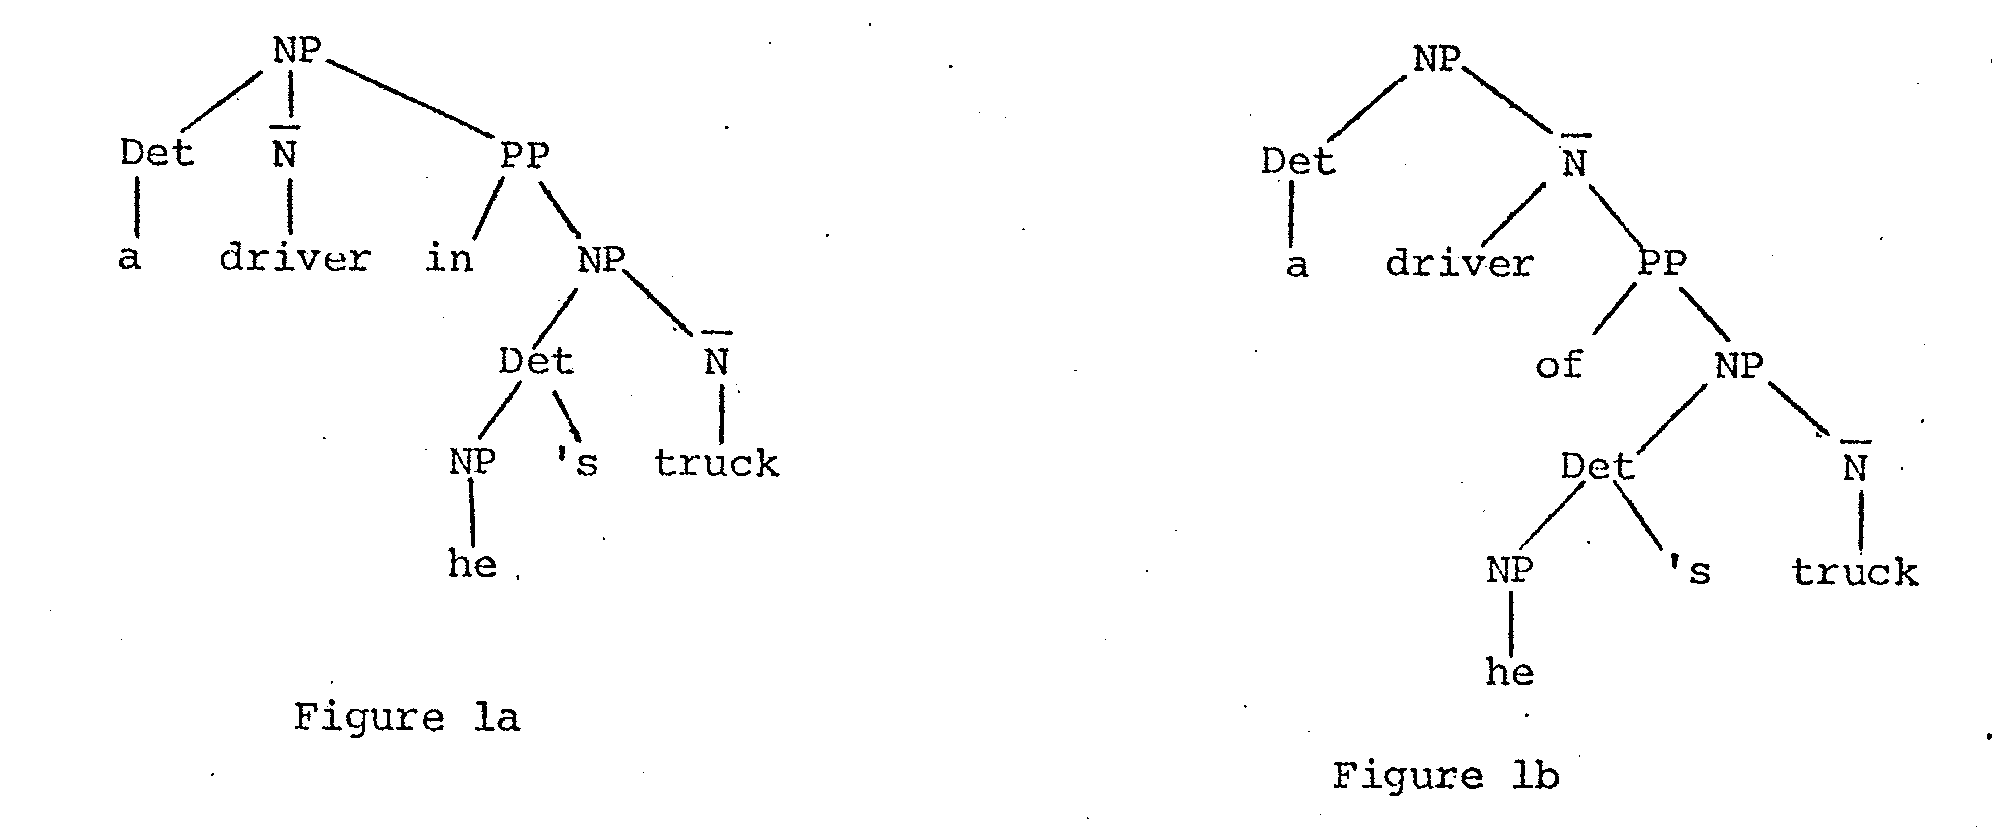 NP
Det N̄ PP
a driver in NP
Det N̄
NP 's truck
he
Figure 1a
NP
Det N̄
a driver PP
of NP
Det N̄
NP 's truck
he
Figure 1b